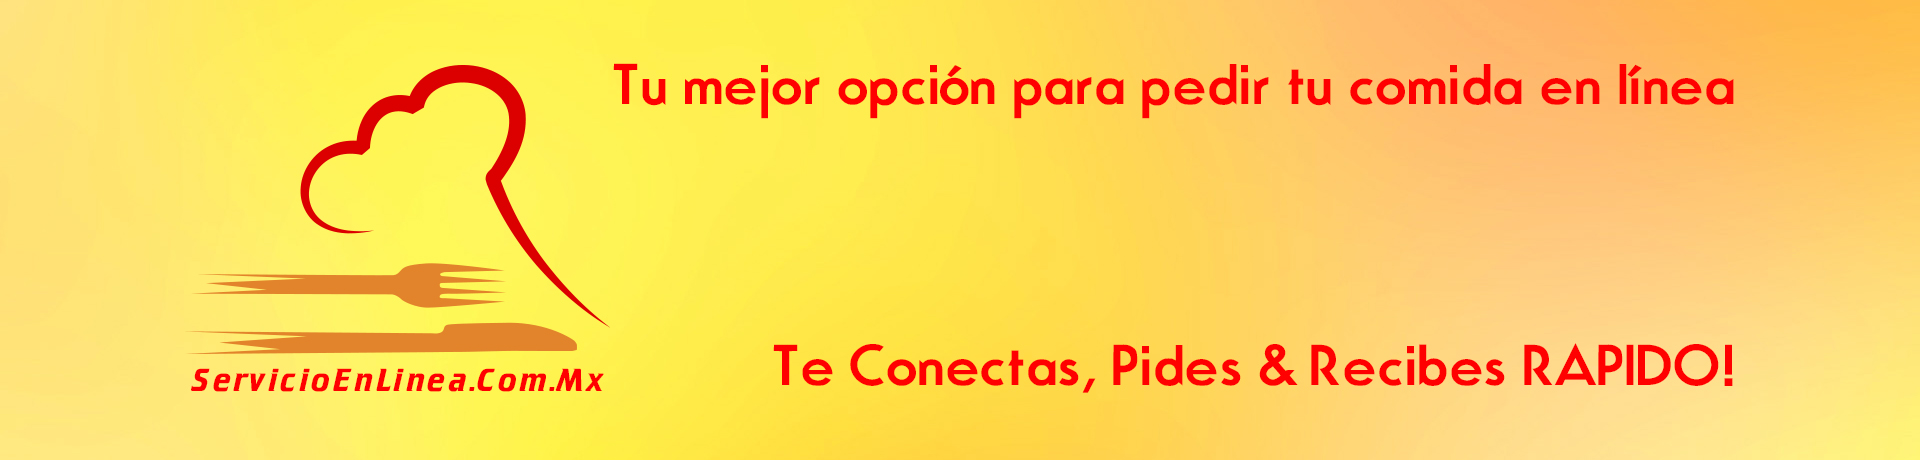 Tu mejor opción para pedir tu comida en línea
Te Conectas, Pides & Recibes RAPIDO!
ServicioEnLinea.Com.Mx